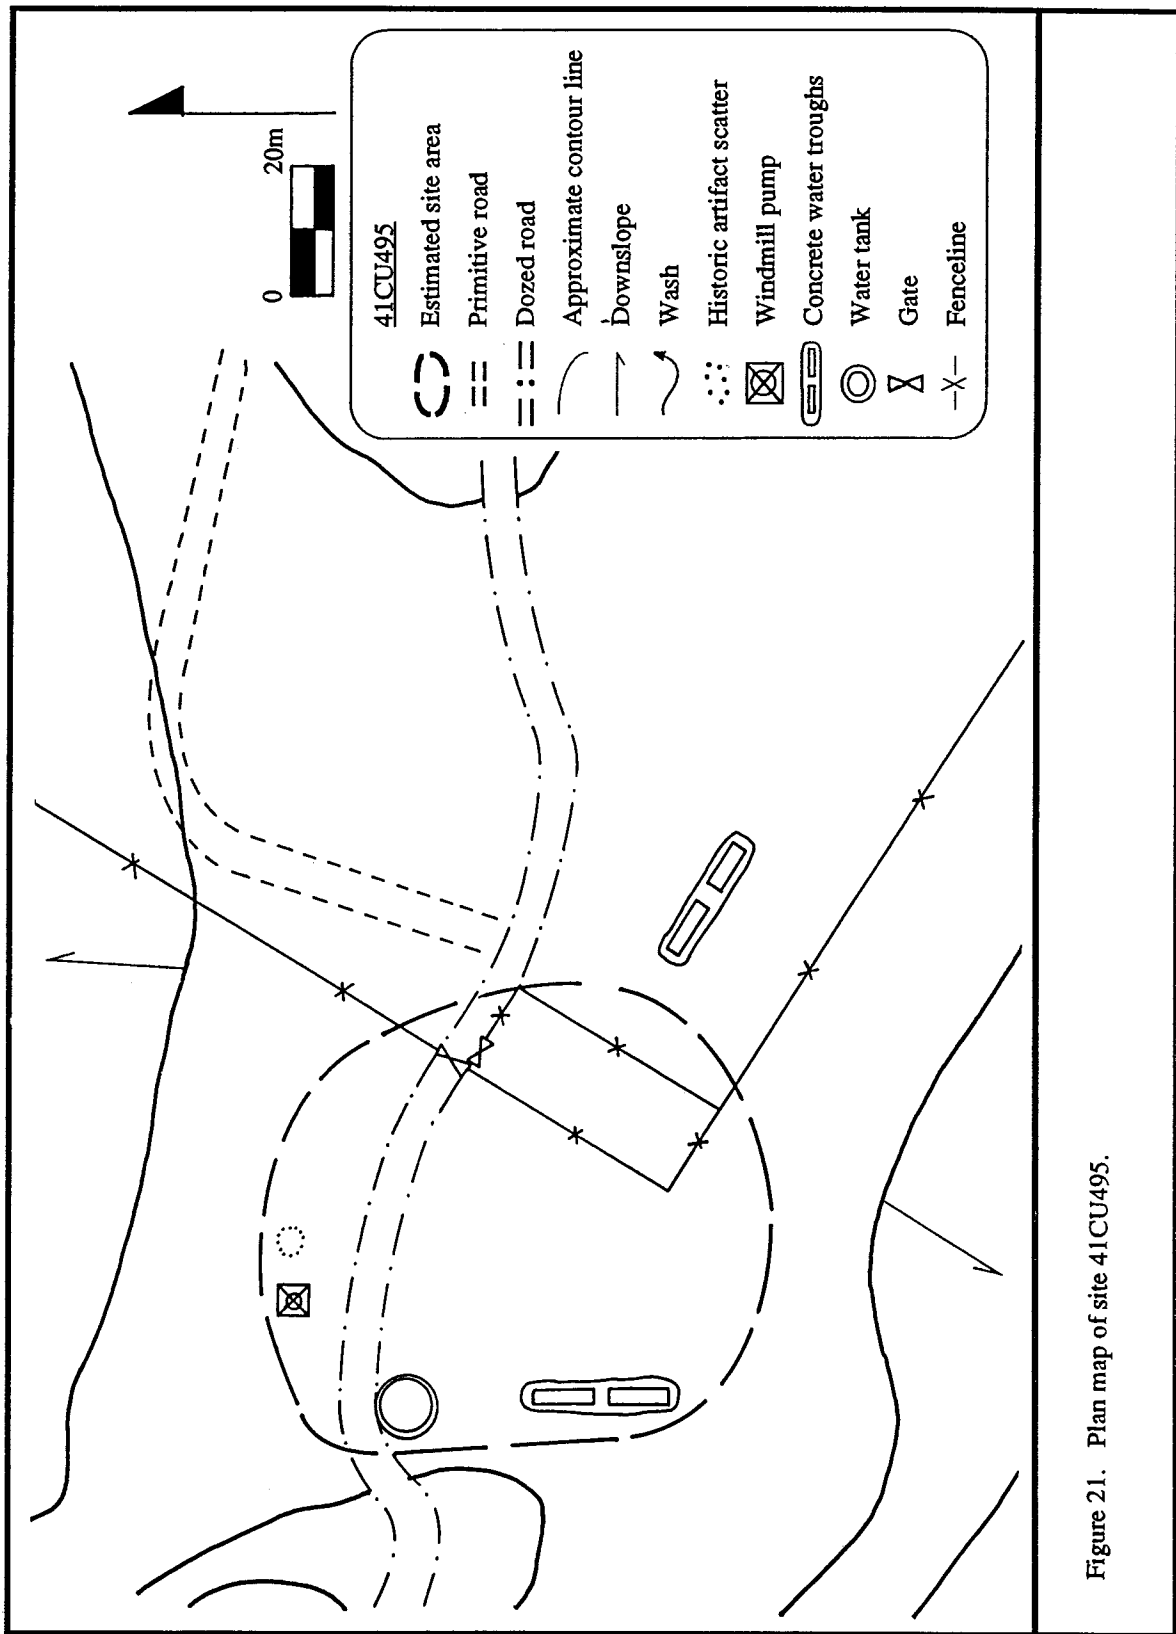 0 20m
41CU495
Estimated site area
Primitive road
Dozed road
Approximate contour line
Downslope
Wash
Historic artifact scatter
Windmill pump
Concrete water troughs
Water tank
Gate
Fenceline
Figure 21. Plan map of site 41CU495.